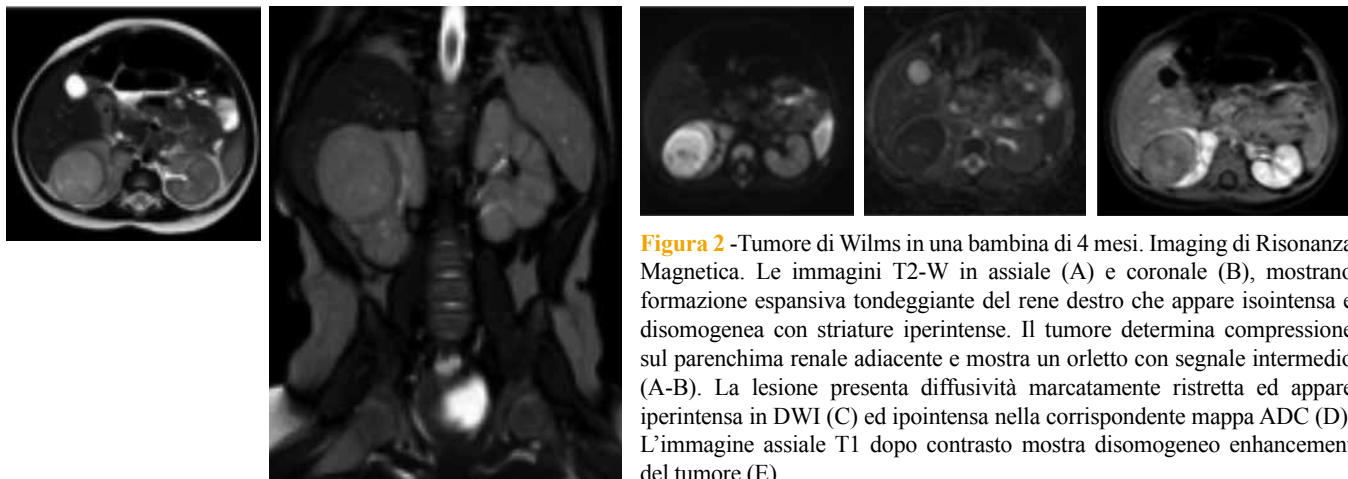 Figura 2 -Tumore di Wilms in una bambina di 4 mesi. Imaging di Risonanza
Magnetica. Le immagini T2-W in assiale (A) e coronale (B), mostrano
formazione espansiva tondeggiante del rene destro che appare isointensa e
disomogenea con striature iperintense. Il tumore determina compressione
sul parenchima renale adiacente e mostra un orletto con segnale intermedio
(A-B). La lesione presenta diffusività marcatamente ristretta ed appare
iperintensa in DWI (C) ed ipointensa nella corrispondente mappa ADC (D)
L’immagine assiale T1 dopo contrasto mostra disomogeneo enhancement
del tumore (E)